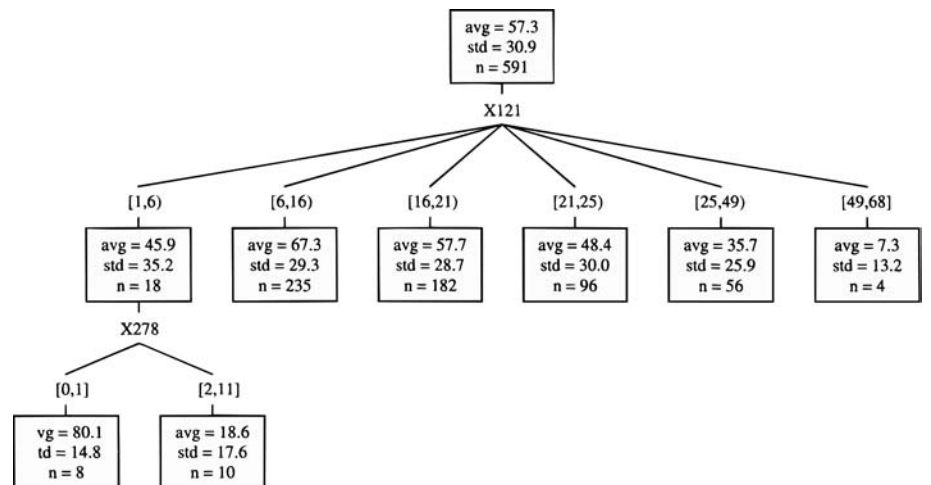 avg = 57.3
std = 30.9
n = 591
X121
[1,6)
[6,16)
[16,21)
[21,25)
[25,49)
[49,68]
avg = 45.9
std = 35.2
n = 18
avg = 67.3
std = 29.3
n = 235
avg = 57.7
std = 28.7
n = 182
avg = 48.4
std = 30.0
n = 96
avg = 35.7
std = 25.9
n = 56
avg = 7.3
std = 13.2
n = 4
X278
[0,1]
[2,11]
vg = 80.1
td = 14.8
n = 8
avg = 18.6
std = 17.6
n = 10